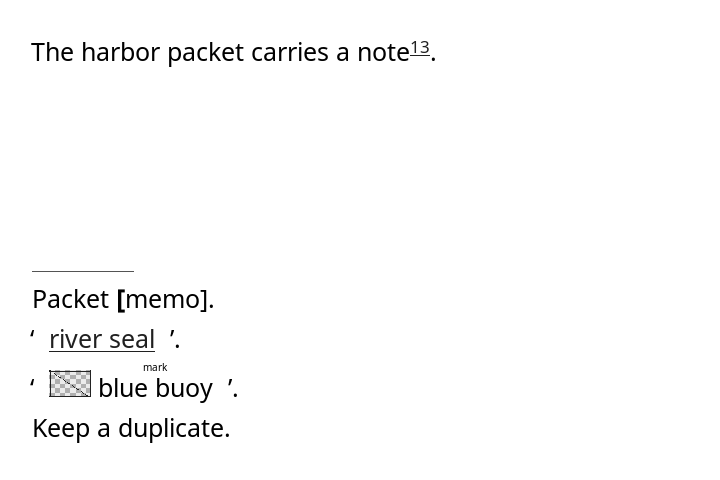 The harbor packet carries a note13.
Packet [memo].
‘ river seal ’.
mark
‘ blue buoy ’.
Keep a duplicate.